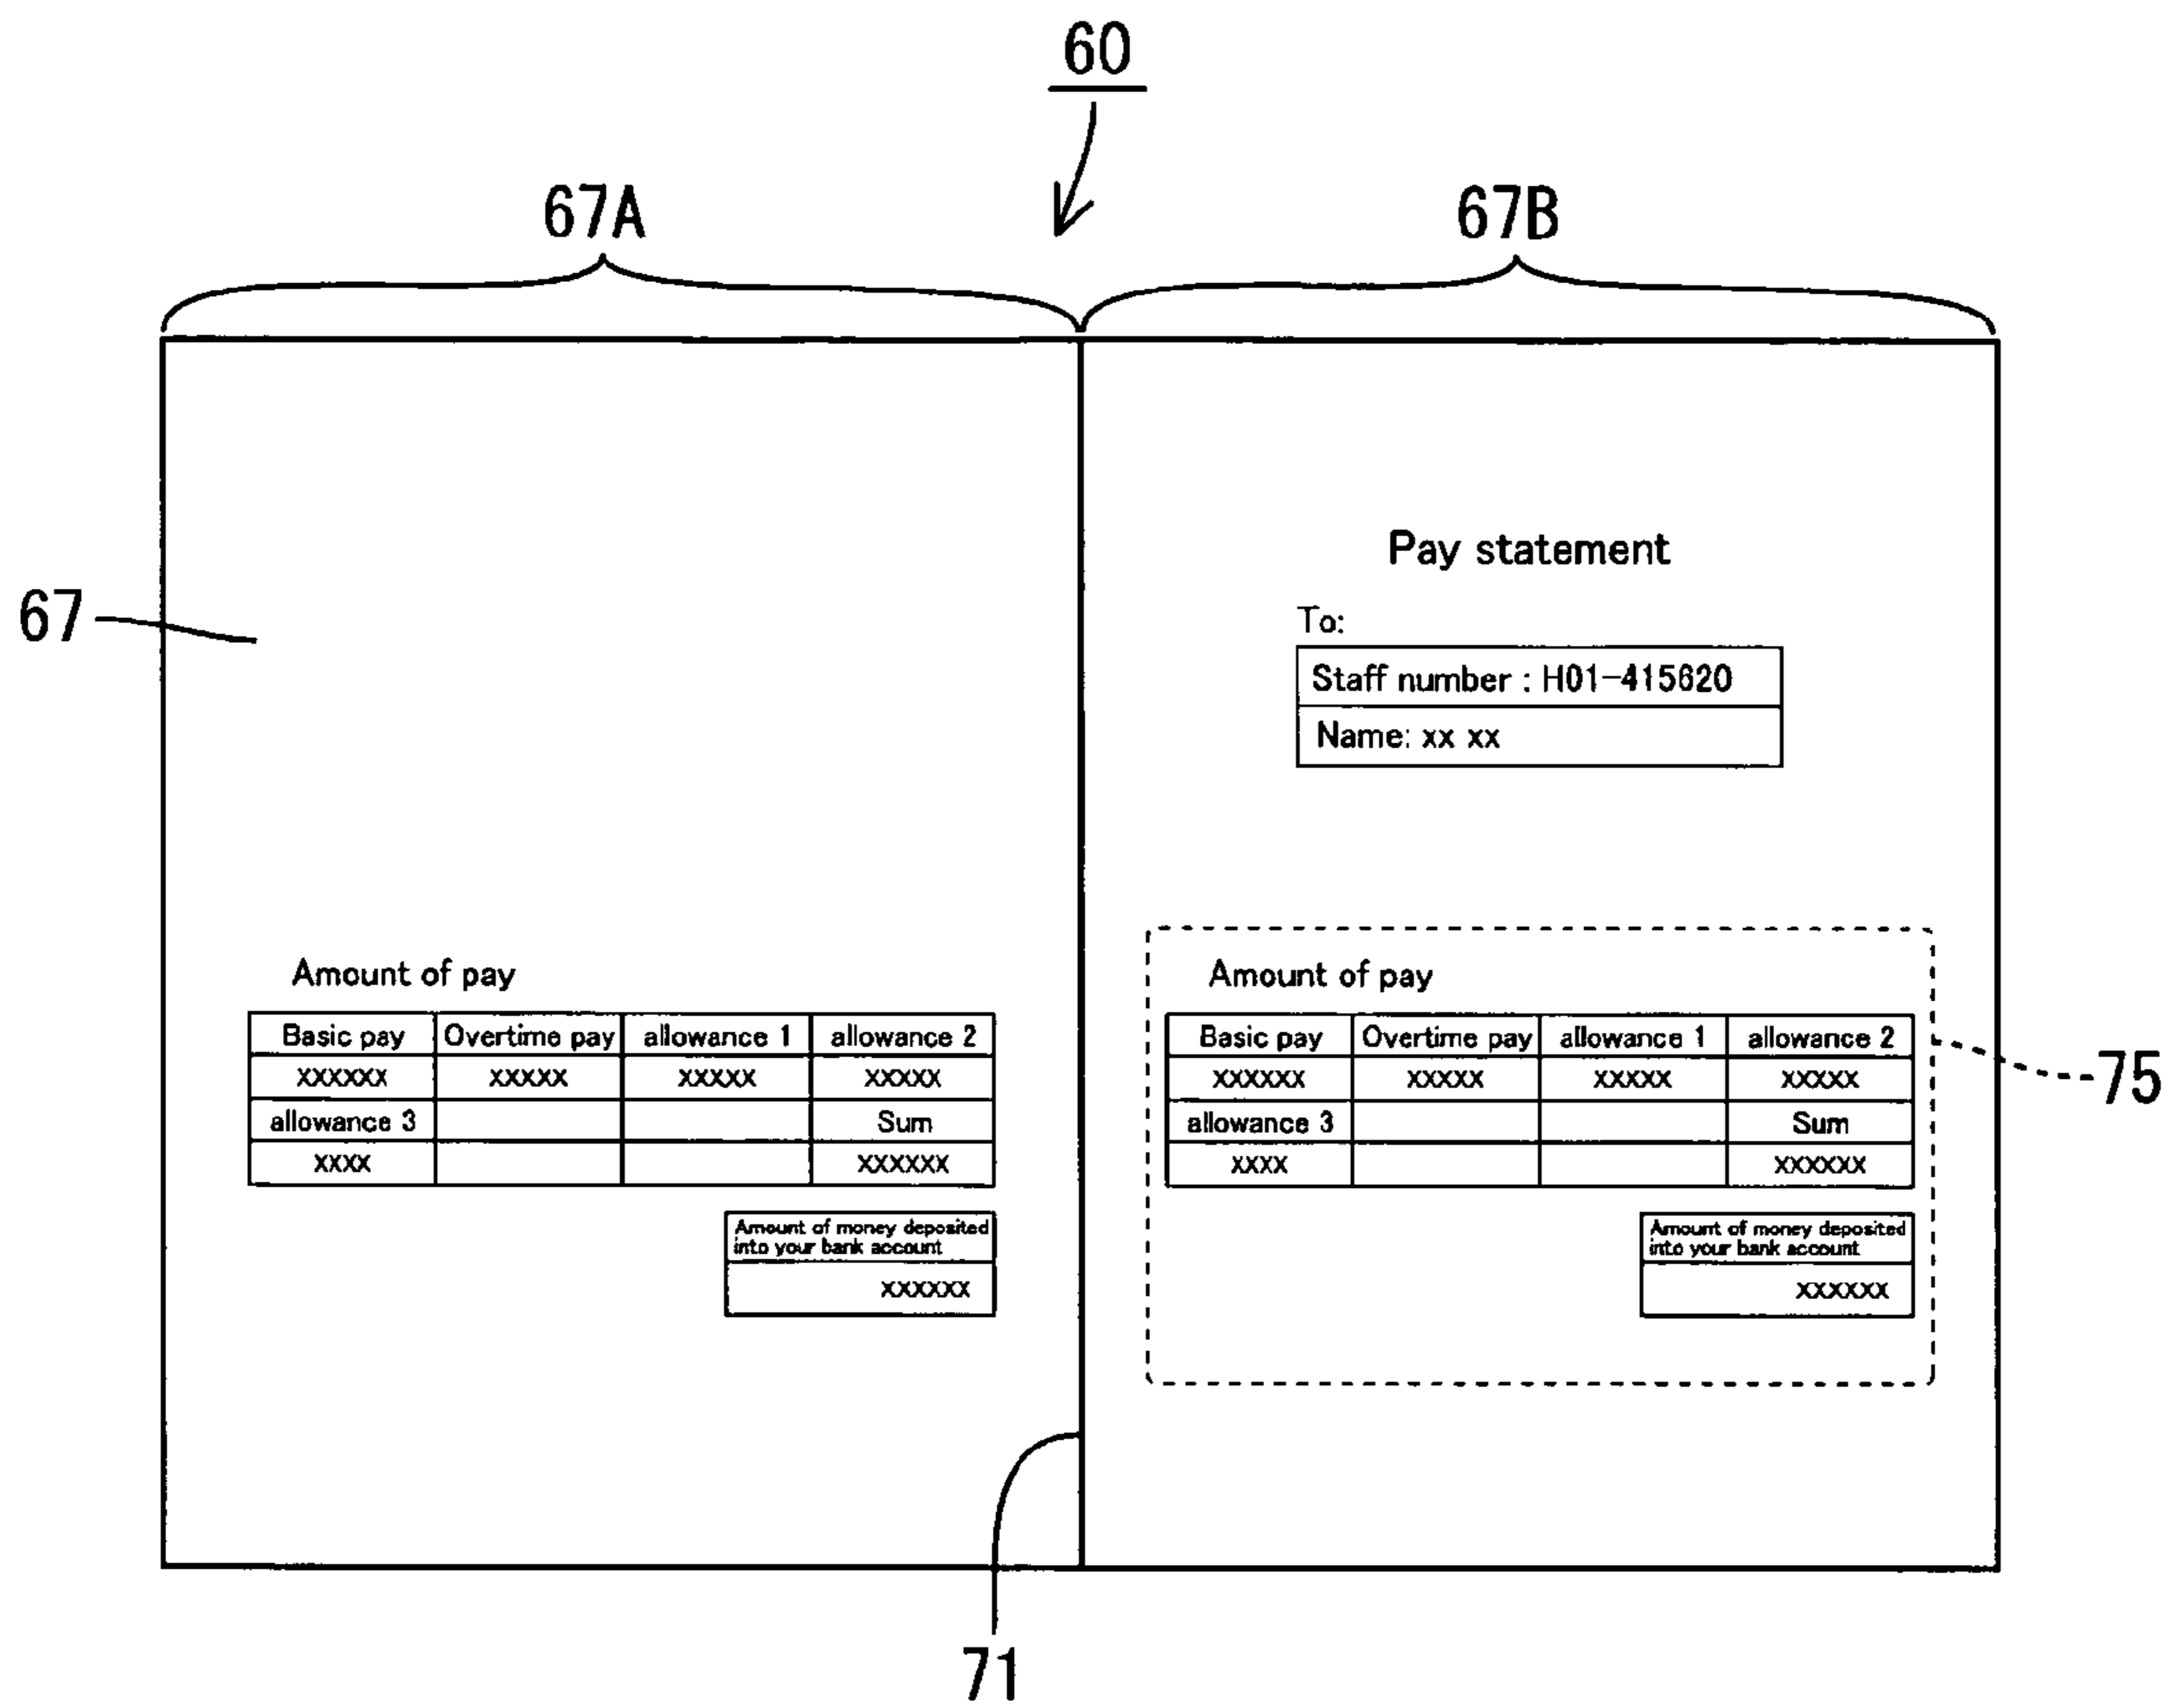 60
67A
67B
67
Pay statement
To:
Staff number : H01-415620
Name: xx xx
Amount of pay
Basic pay Overtime pay allowance 1 allowance 2
XXXXXX XXXXX XXXXX XXXXX
allowance 3 Sum
XXXX XXXXXX
Amount of money deposited
into your bank account
XXXXXX
Amount of pay
Basic pay Overtime pay allowance 1 allowance 2
XXXXXX XXXXX XXXXX XXXXX
allowance 3 Sum
XXXX XXXXXX
Amount of money deposited
into your bank account
XXXXXX
75
71